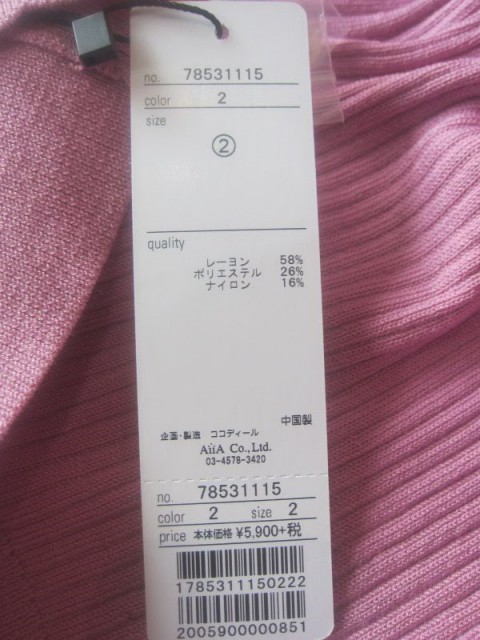 no. 78531115
color 2
size
②
quality
レーヨン 58%
ポリエステル 26%
ナイロン 16%
中国製
企画・製造 ココディール
AiiA Co.,Ltd.
03-4578-3420
no. 78531115
color 2 size 2
price 本体価格 ¥5,900+税
1785311150222
2005900000851